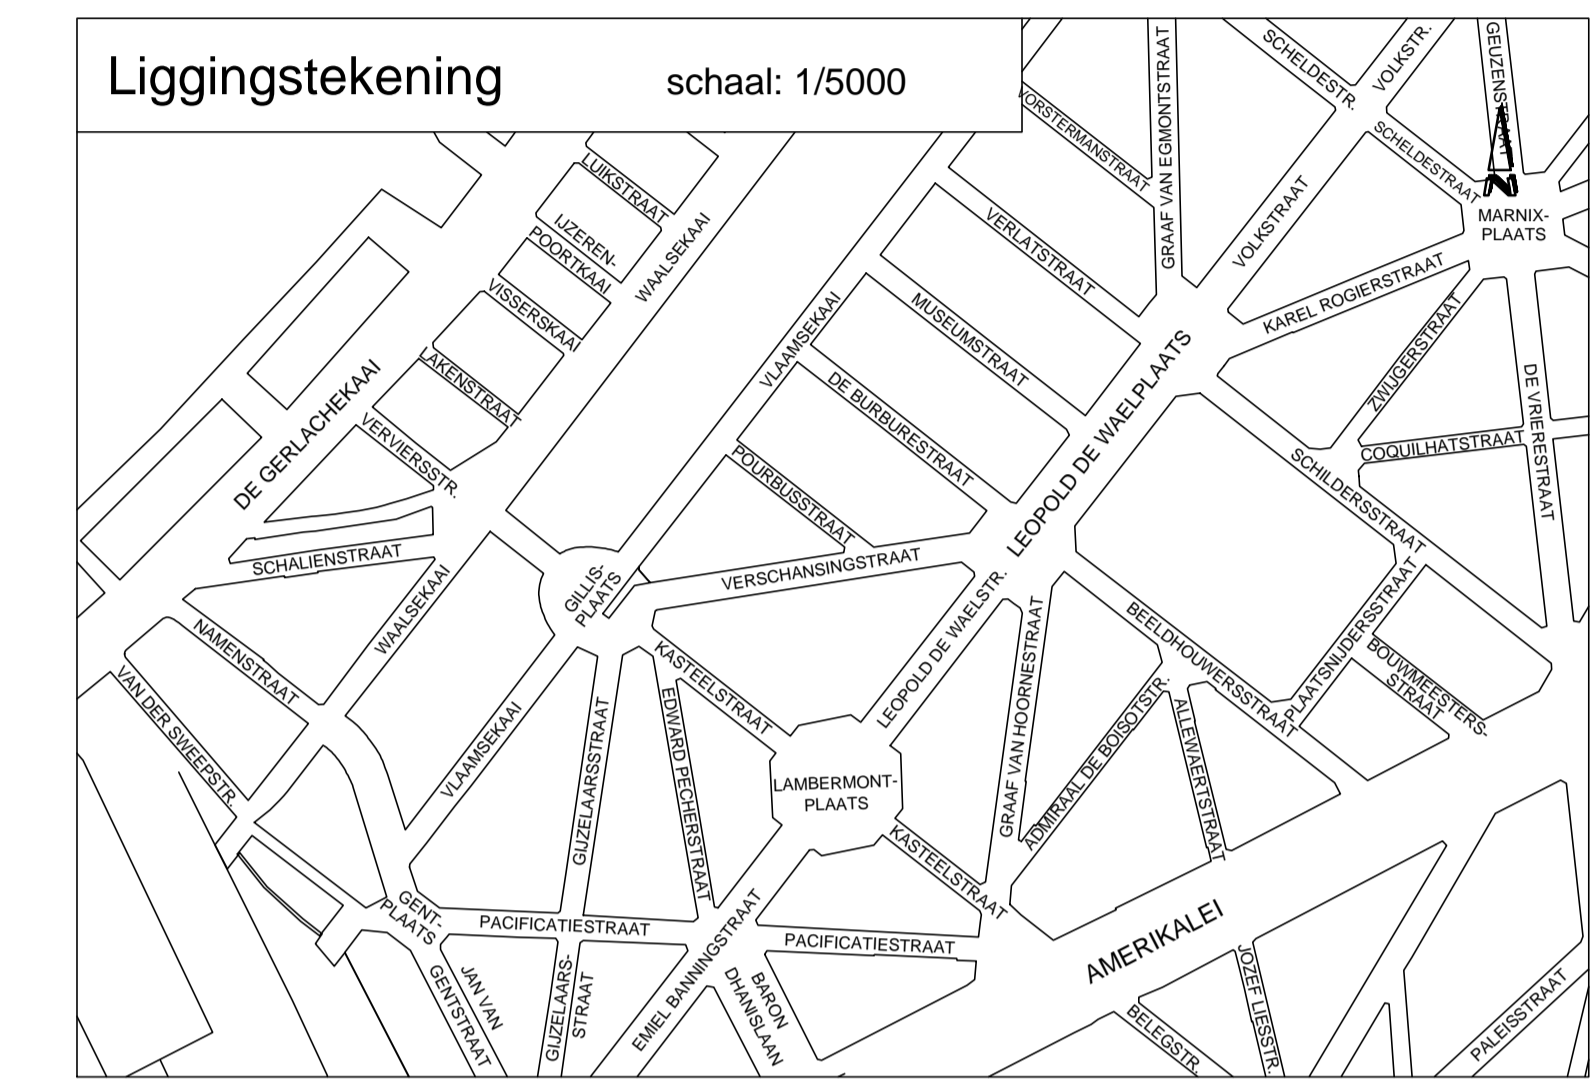 Liggingstekening
schaal: 1/5000
GRAAF VAN EGMONTSTRAAT
SCHELDESTR.
VOLKSTR.
GEUZENSTRAAT
N
VORSTERMANSTRAAT
SCHELDESTRAAT
MARNIX-
PLAATS
LUIKSTRAAT
IJZEREN-
POORTKAAI
WAALSEKAAI
VERLATSTRAAT
VOLKSTRAAT
KAREL ROGIERSTRAAT
VISSERSKAAI
VLAAMSEKAAI
MUSEUMSTRAAT
ZWIJGERSTRAAT
LAKENSTRAAT
DE GERLACHEKAAI
DE BURBURESTRAAT
LEOPOLD DE WAELPLAATS
DE VRIERESTRAAT
VERVIERSSTR.
POURBUSSTRAAT
COQUILHATSTRAAT
SCHILDERSSTRAAT
SCHALIENSTRAAT
WAALSEKAAI
GILLIS-
PLAATS
VERSCHANSINGSTRAAT
LEOPOLD DE WAELSTR.
GRAAF VAN HOORNESTRAAT
BEELDHOUWERSSTRAAT
PLAATSNIJDERSSTRAAT
BOUWMEESTERS-
STRAAT
NAMENSTRAAT
VAN DER SWEEPSTR.
KASTEELSTRAAT
VLAAMSEKAAI
GIJZELAARSSTRAAT
EDWARD PECHERSTRAAT
LAMBERMONT-
PLAATS
ADMIRAAL DE BOISOTSTR.
ALLEWAERTSTRAAT
KASTEELSTRAAT
GENT-
PLAATS
PACIFICATIESTRAAT
PACIFICATIESTRAAT
AMERIKALEI
JAN VAN
GENTSTRAAT
GIJZELAARS-
STRAAT
EMIEL BANNINGSTRAAT
BARON
DHANISLAAN
BELEGSTR.
JOZEF LIESSTR.
PALEISSTRAAT